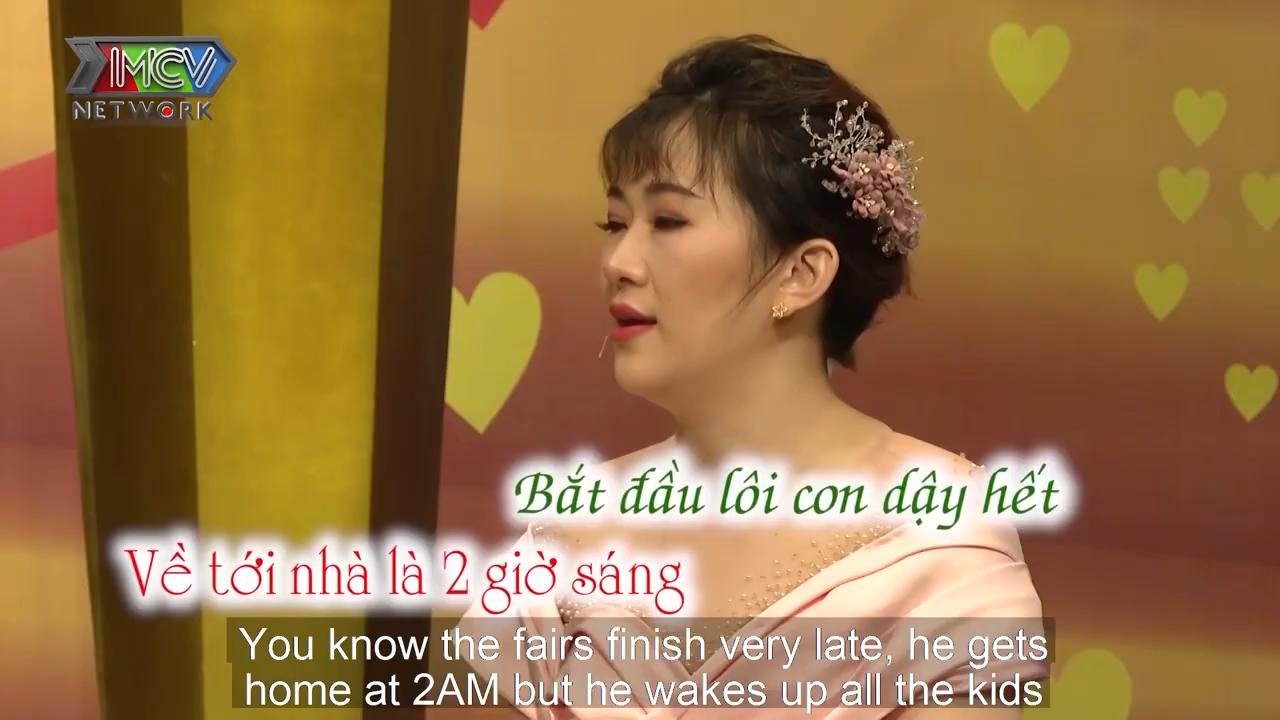 MCV
NETWORK
Bắt đầu lôi con dậy hết
Về tới nhà là 2 giờ sáng
You know the fairs finish very late, he gets
home at 2AM but he wakes up all the kids